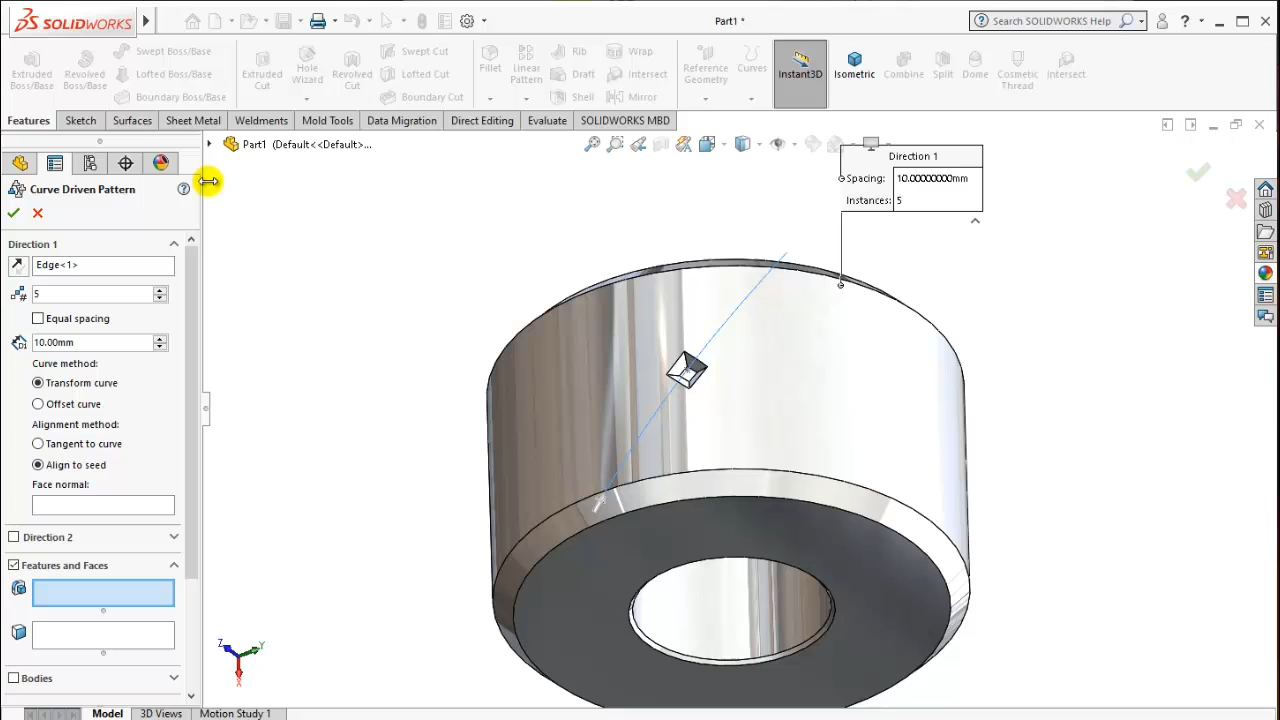 SOLIDWORKS
Part1 *
Search SOLIDWORKS Help
?
Extruded Boss/Base
Revolved Boss/Base
Swept Boss/Base
Lofted Boss/Base
Boundary Boss/Base
Extruded Cut
Hole Wizard
Revolved Cut
Swept Cut
Lofted Cut
Boundary Cut
Fillet
Linear Pattern
Rib
Draft
Shell
Wrap
Intersect
Mirror
Reference Geometry
Curves
Instant3D
Isometric
Combine
Split
Dome
Cosmetic Thread
Intersect
Features
Sketch
Surfaces
Sheet Metal
Weldments
Mold Tools
Data Migration
Direct Editing
Evaluate
SOLIDWORKS MBD
Part1 (Default<<Default>...
Curve Driven Pattern
?
Direction 1
Edge<1>
5
Equal spacing
10.00mm
Curve method:
Transform curve
Offset curve
Alignment method:
Tangent to curve
Align to seed
Face normal:
Direction 2
Features and Faces
Bodies
Direction 1
Spacing: 10.00000000mm
Instances: 5
Z
Y
X
Model
3D Views
Motion Study 1